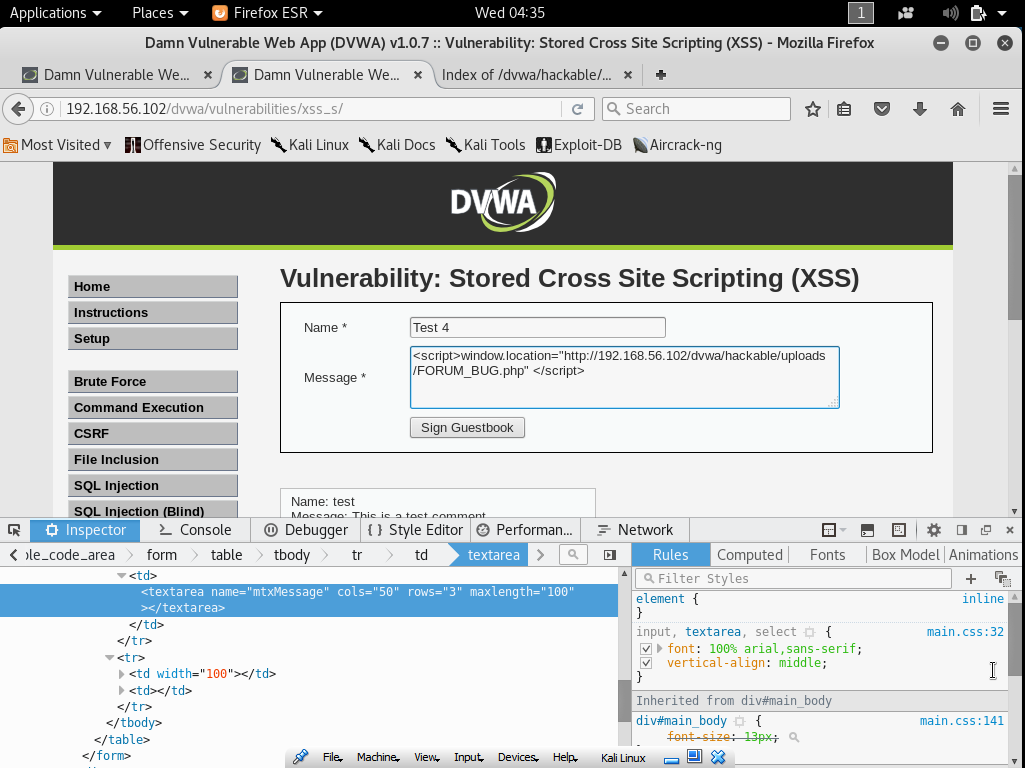 Applications Places Firefox ESR Wed 04:35 1
Damn Vulnerable Web App (DVWA) v1.0.7 :: Vulnerability: Stored Cross Site Scripting (XSS) - Mozilla Firefox
Damn Vulnerable We... × Damn Vulnerable We... × Index of /dvwa/hackable/... ×
192.168.56.102/dvwa/vulnerabilities/xss_s/ Search
Most Visited Offensive Security Kali Linux Kali Docs Kali Tools Exploit-DB Aircrack-ng
DVWA
Home
Instructions
Setup
Brute Force
Command Execution
CSRF
File Inclusion
SQL Injection
SQL Injection (Blind)
Vulnerability: Stored Cross Site Scripting (XSS)
Name * Test 4
Message *
<script>window.location="http://192.168.56.102/dvwa/hackable/uploads
/FORUM_BUG.php" </script>
Sign Guestbook
Name: test
Message: This is a test comment
Inspector Console Debugger Style Editor Performan... Network
ole_code_area form table tbody tr td textarea
<td>
<textarea name="mtxMessage" cols="50" rows="3" maxlength="100"
></textarea>
</td>
</tr>
<tr>
<td width="100"></td>
<td></td>
</tr>
</tbody>
</table>
</form>
Rules Computed Fonts Box Model Animations
Filter Styles
element { inline
}
input, textarea, select { main.css:32
font: 100% arial,sans-serif;
vertical-align: middle;
}
Inherited from div#main_body
div#main_body { main.css:141
font-size: 13px;
File Machine View Input Devices Help Kali Linux